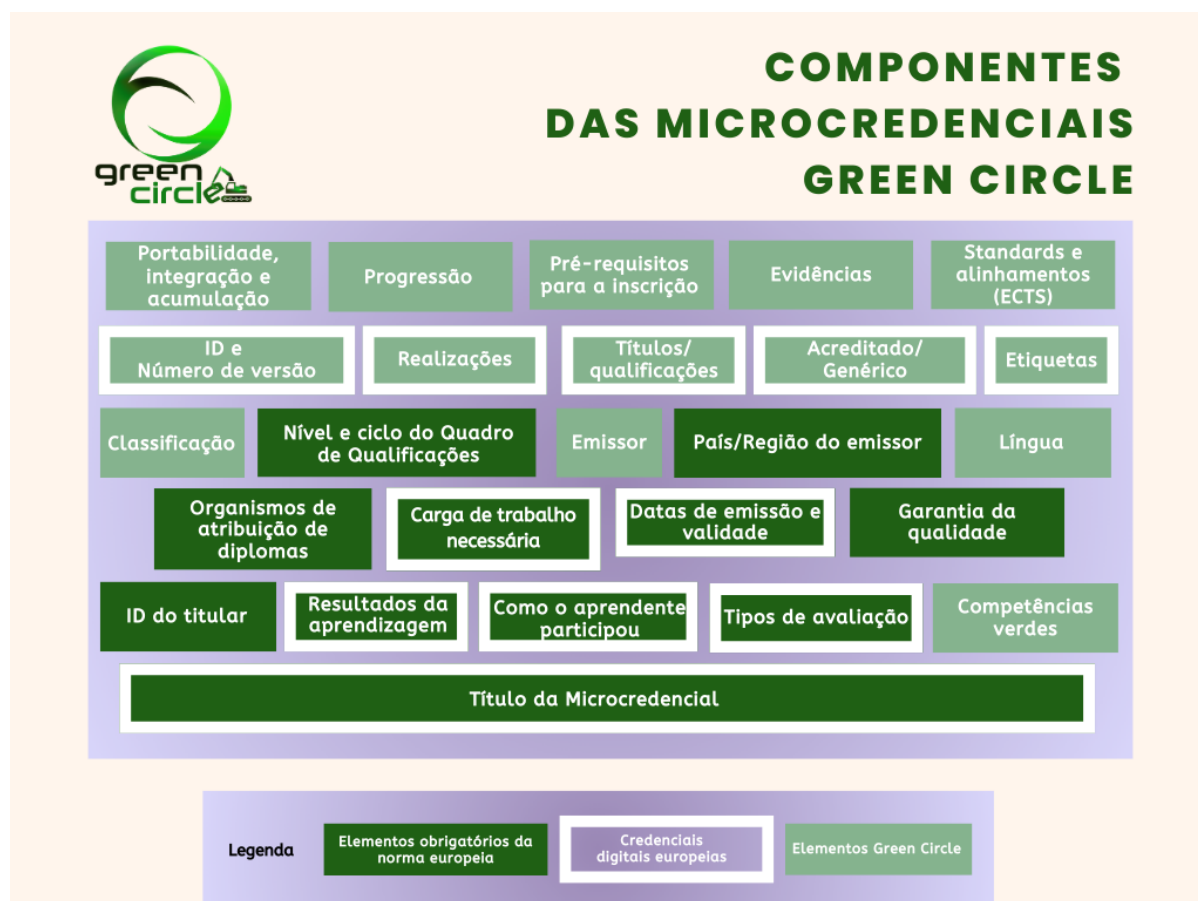 COMPONENTES
DAS MICROCREDENCIAIS
GREEN CIRCLE
green
circle
Portabilidade,
integração e
acumulação
Progressão
Pré-requisitos
para a inscrição
Evidências
Standards e
alinhamentos
(ECTS)
ID e
Número de versão
Realizações
Títulos/
qualificações
Acreditado/
Genérico
Etiquetas
Classificação
Nível e ciclo do Quadro
de Qualificações
Emissor
País/Região do emissor
Língua
Organismos de
atribuição de
diplomas
Carga de trabalho
necessária
Datas de emissão e
validade
Garantia da
qualidade
ID do titular
Resultados da
aprendizagem
Como o aprendente
participou
Tipos de avaliação
Competências
verdes
Título da Microcredencial
Legenda
Elementos obrigatórios da
norma europeia
Credenciais
digitais europeias
Elementos Green Circle